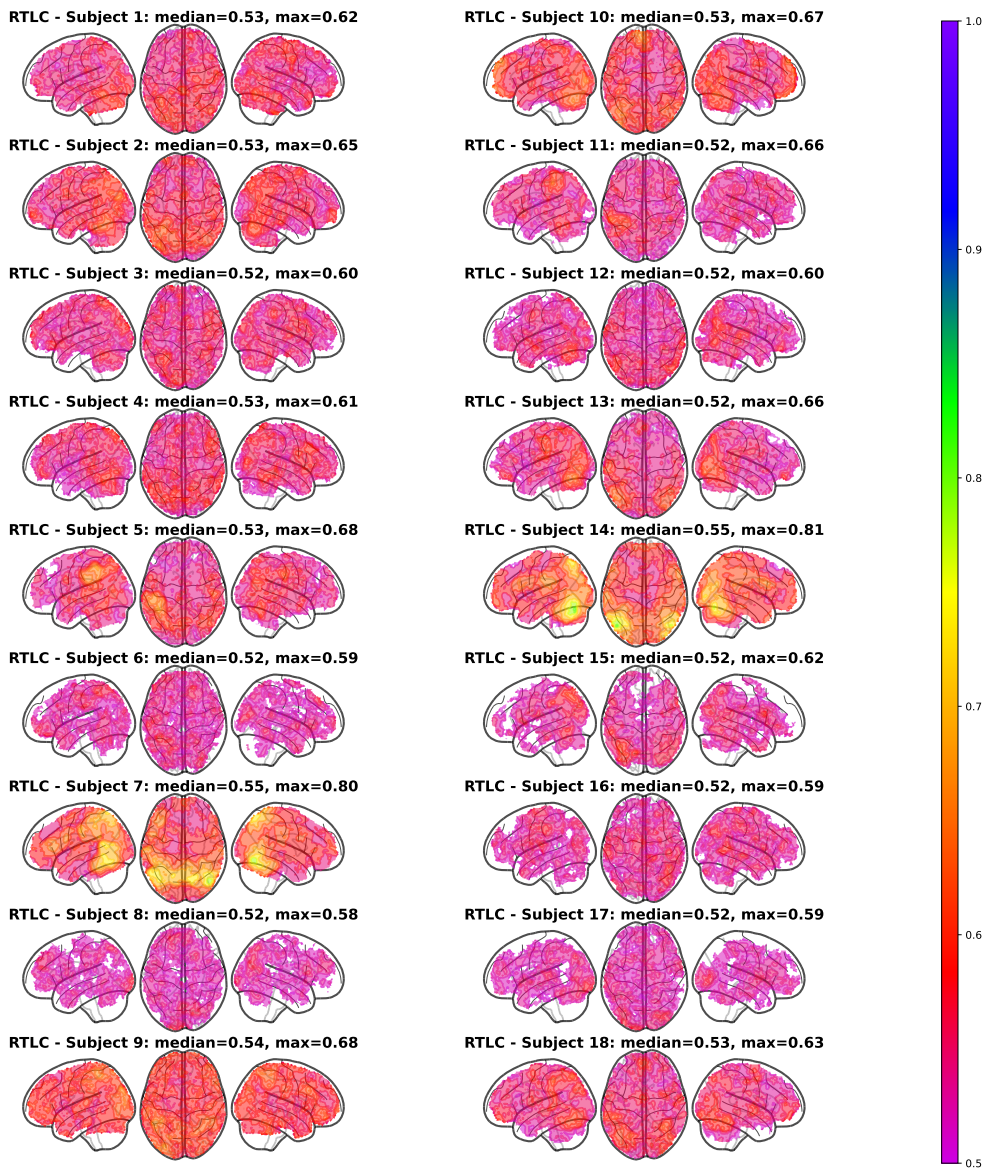 RTLC - Subject 1: median=0.53, max=0.62
RTLC - Subject 2: median=0.53, max=0.65
RTLC - Subject 3: median=0.52, max=0.60
RTLC - Subject 4: median=0.53, max=0.61
RTLC - Subject 5: median=0.53, max=0.68
RTLC - Subject 6: median=0.52, max=0.59
RTLC - Subject 7: median=0.55, max=0.80
RTLC - Subject 8: median=0.52, max=0.58
RTLC - Subject 9: median=0.54, max=0.68
RTLC - Subject 10: median=0.53, max=0.67
RTLC - Subject 11: median=0.52, max=0.66
RTLC - Subject 12: median=0.52, max=0.60
RTLC - Subject 13: median=0.52, max=0.66
RTLC - Subject 14: median=0.55, max=0.81
RTLC - Subject 15: median=0.52, max=0.62
RTLC - Subject 16: median=0.52, max=0.59
RTLC - Subject 17: median=0.52, max=0.59
RTLC - Subject 18: median=0.53, max=0.63
1.0
0.9
0.8
0.7
0.6
0.5